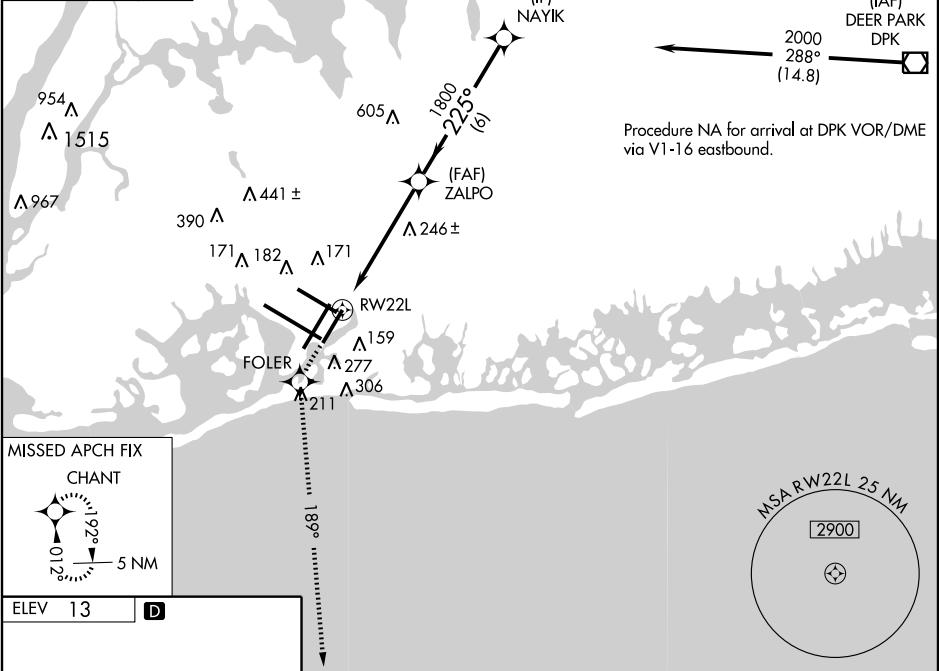 (IF)
NAYIK
(IAF)
DEER PARK
DPK
2000
288°
(14.8)
1800
225°
(6)
954
1515
605
Procedure NA for arrival at DPK VOR/DME
via V1-16 eastbound.
(FAF)
ZALPO
967
441 ±
390
246 ±
171
182
171
RW22L
159
FOLER
277
306
211
MISSED APCH FIX
CHANT
192°
012°
5 NM
189°
MSA RW22L 25 NM
2900
ELEV 13
D